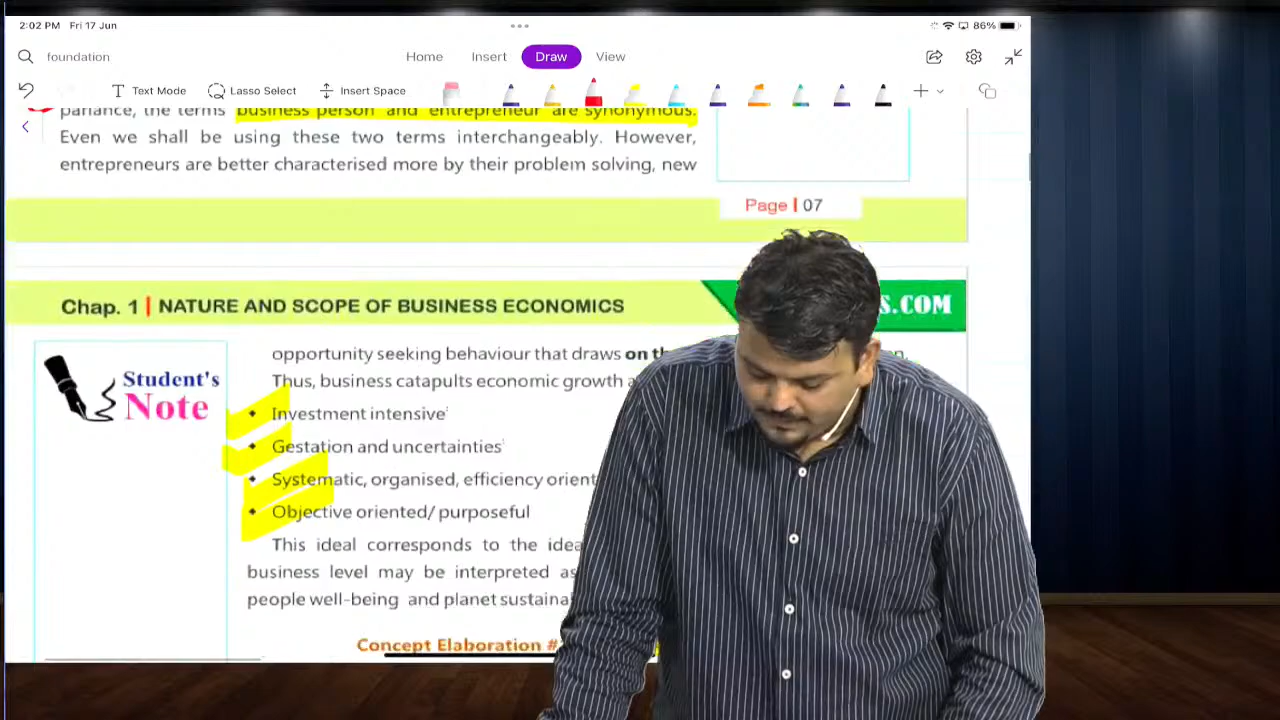 2:02 PM Fri 17 Jun
86%
foundation
Home Insert Draw View
Text Mode Lasso Select Insert Space
parlance, the terms business person and entrepreneur are synonymous.
Even we shall be using these two terms interchangeably. However,
entrepreneurs are better characterised more by their problem solving, new
Page | 07
Chap. 1 | NATURE AND SCOPE OF BUSINESS ECONOMICS
S.COM
Student's
Note
opportunity seeking behaviour that draws on th
Thus, business catapults economic growth a
Investment intensive
Gestation and uncertainties
Systematic, organised, efficiency orient
Objective oriented/ purposeful
This ideal corresponds to the idea
business level may be interpreted as
people well-being and planet sustaina
Concept Elaboration #